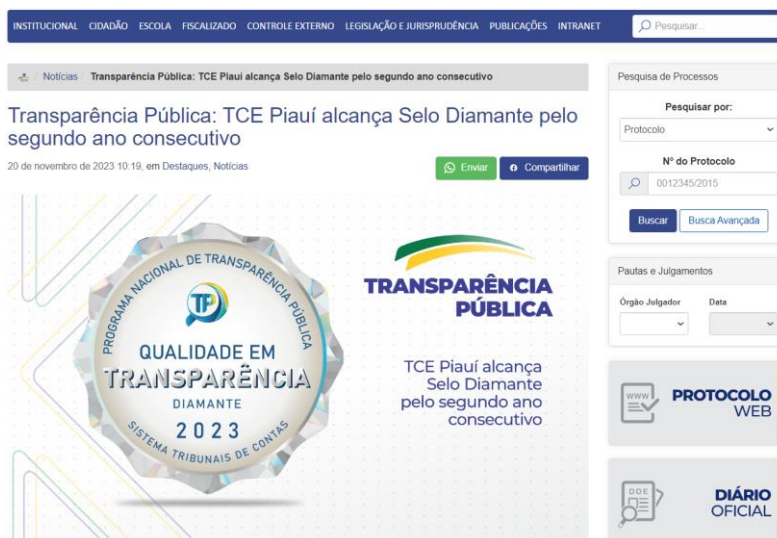 INSTITUCIONAL CIDADÃO ESCOLA FISCALIZADO CONTROLE EXTERNO LEGISLAÇÃO E JURISPRUDÊNCIA PUBLICAÇÕES INTRANET
Pesquisar...
Notícias / Transparência Pública: TCE Piauí alcança Selo Diamante pelo segundo ano consecutivo
Transparência Pública: TCE Piauí alcança Selo Diamante pelo
segundo ano consecutivo
20 de novembro de 2023 10:19, em Destaques, Notícias
Enviar
Compartilhar
PROGRAMA NACIONAL DE TRANSPARÊNCIA PÚBLICA
TP
QUALIDADE EM
TRANSPARÊNCIA
DIAMANTE
2023
SISTEMA TRIBUNAIS DE CONTAS
TRANSPARÊNCIA
PÚBLICA
TCE Piauí alcança
Selo Diamante
pelo segundo ano
consecutivo
Pesquisa de Processos
Pesquisar por:
Protocolo
Nº do Protocolo
0012345/2015
Buscar
Busca Avançada
Pautas e Julgamentos
Órgão Julgador Data
www
PROTOCOLO
WEB
DOE
DIÁRIO
OFICIAL